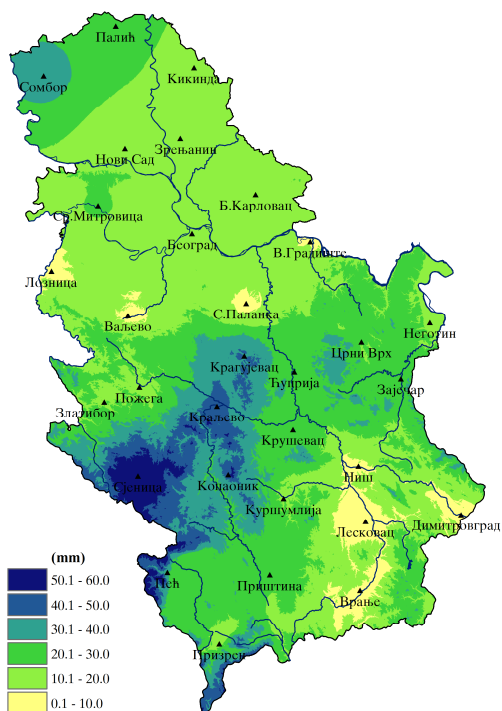 Палић
Кикинда
Сомбор
Зрењанин
Нови Сад
Б.Карловац
Ср.Митровица
Београд
В.Градиште
Лозница
С.Паланка
Ваљево
Неготин
Црни Врх
Крагујевац
Ћуприја
Зајечар
Пожега
Златибор
Краљево
Крушевац
Ниш
Сјеница
Копаоник
Куршумлија
Димитровград
Лесковац
Пећ
Приштина
Врање
Призрен
(mm)
50.1 - 60.0
40.1 - 50.0
30.1 - 40.0
20.1 - 30.0
10.1 - 20.0
0.1 - 10.0